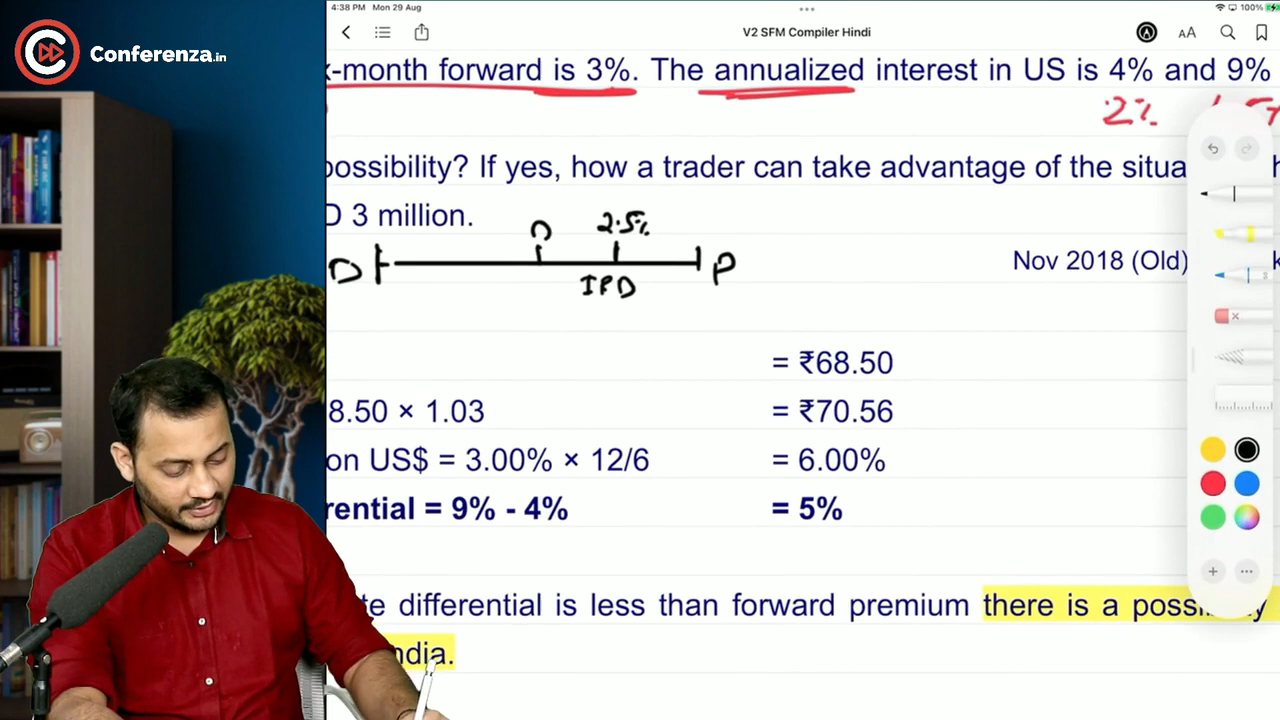 4:38 PM Mon 29 Aug
100%
Conferenza.in
V2 SFM Compiler Hindi
AA
x-month forward is 3%. The annualized interest in US is 4% and 9%
2%
possibility? If yes, how a trader can take advantage of the situa
D 3 million.
0 2.5%
D P
IPD
Nov 2018 (Old)
= ₹68.50
8.50 × 1.03 = ₹70.56
on US$ = 3.00% × 12/6 = 6.00%
rential = 9% - 4% = 5%
te differential is less than forward premium there is a
ndia.